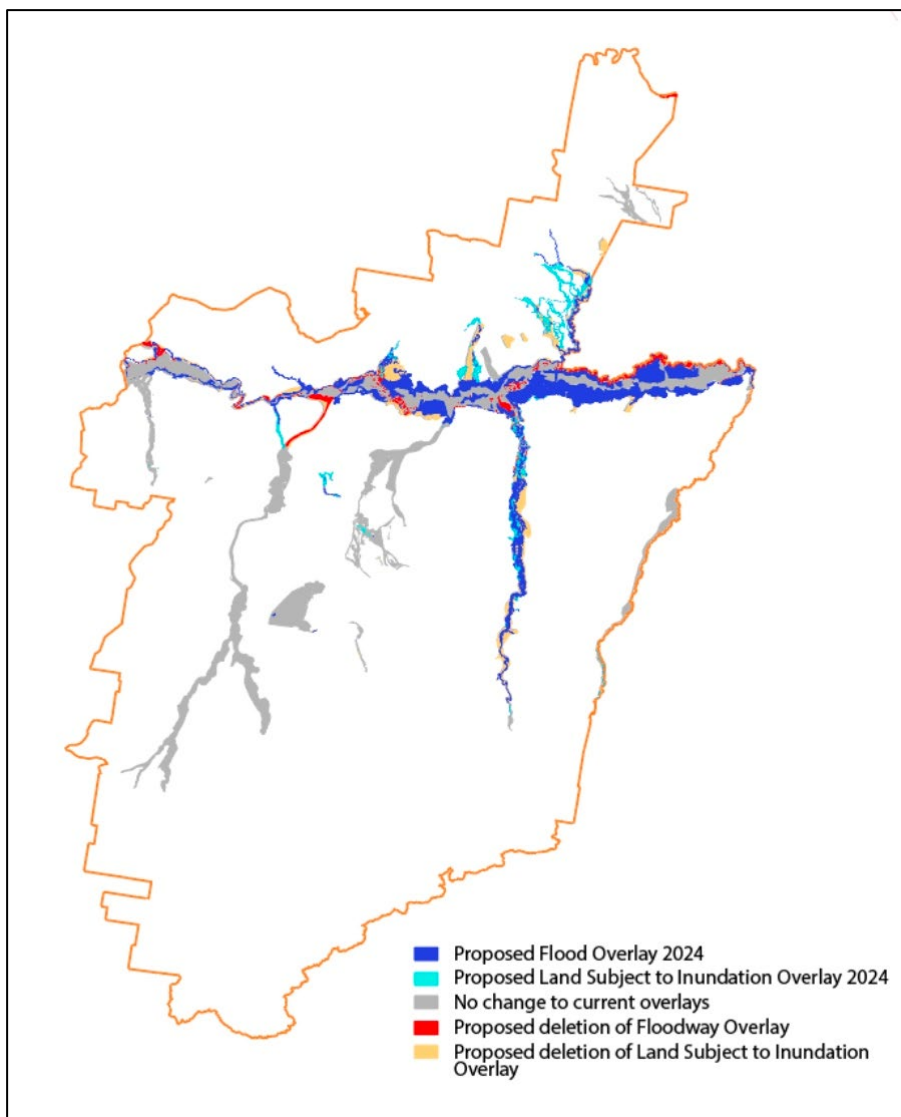 Proposed Flood Overlay 2024
Proposed Land Subject to Inundation Overlay 2024
No change to current overlays
Proposed deletion of Floodway Overlay
Proposed deletion of Land Subject to Inundation
Overlay